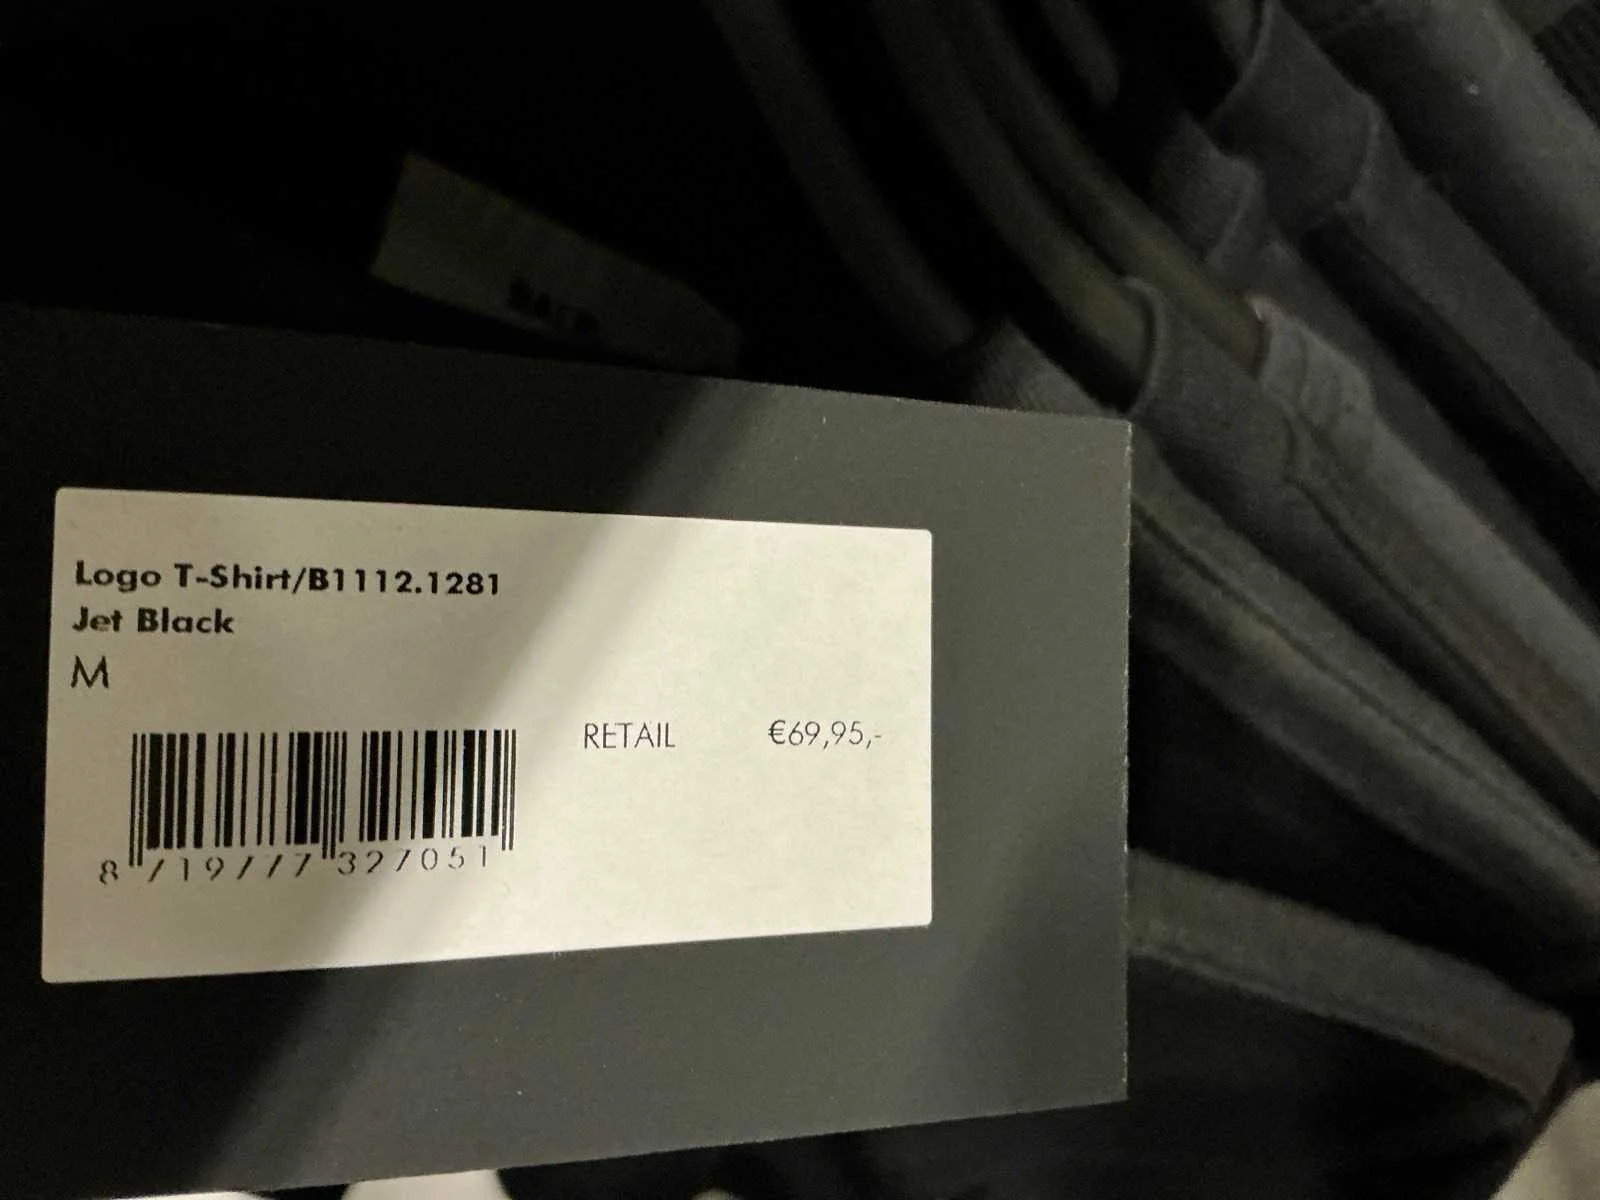 Logo T-Shirt/B1112.1281
Jet Black
M
RETAIL €69,95,-
8 719777 327051